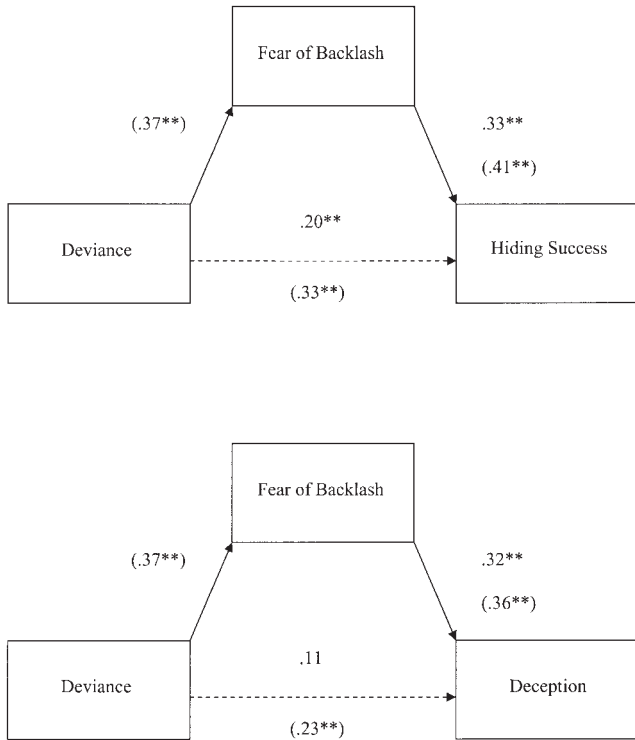 Fear of Backlash
(.37**)
.33**
(.41**)
Deviance
.20**
Hiding Success
(.33**)
Fear of Backlash
(.37**)
.32**
(.36**)
Deviance
.11
Deception
(.23**)